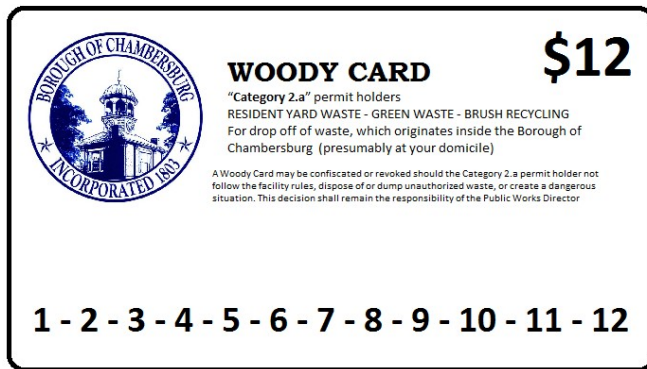 BOROUGH OF CHAMBERSBURG
INCORPORATED 1803
WOODY CARD
$12
“Category 2.a” permit holders
RESIDENT YARD WASTE - GREEN WASTE - BRUSH RECYCLING
For drop off of waste, which originates inside the Borough of
Chambersburg (presumably at your domicile)
A Woody Card may be confiscated or revoked should the Category 2.a permit holder not
follow the facility rules, dispose of or dump unauthorized waste, or create a dangerous
situation. This decision shall remain the responsibility of the Public Works Director
1 - 2 - 3 - 4 - 5 - 6 - 7 - 8 - 9 - 10 - 11 - 12